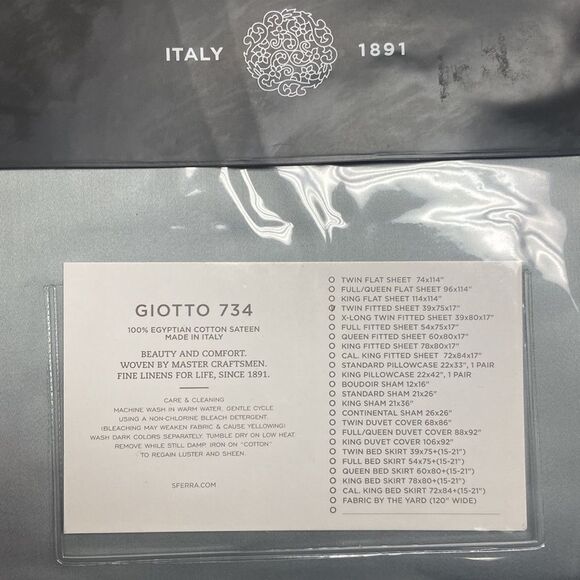 ITALY 1891
GIOTTO 734
100% EGYPTIAN COTTON SATEEN
MADE IN ITALY
BEAUTY AND COMFORT.
WOVEN BY MASTER CRAFTSMEN.
FINE LINENS FOR LIFE, SINCE 1891.
CARE & CLEANING
MACHINE WASH IN WARM WATER. GENTLE CYCLE
USING A NON-CHLORINE BLEACH DETERGENT.
(BLEACHING MAY WEAKEN FABRIC & CAUSE YELLOWING)
WASH DARK COLORS SEPARATELY. TUMBLE DRY ON LOW HEAT.
REMOVE WHILE STILL DAMP. IRON ON "COTTON"
TO REGAIN LUSTER AND SHEEN.
SFERRA.COM
TWIN FLAT SHEET 74x114"
FULL/QUEEN FLAT SHEET 96x114"
KING FLAT SHEET 114x114"
TWIN FITTED SHEET 39x75x17"
X-LONG TWIN FITTED SHEET 39x80x17"
FULL FITTED SHEET 54x75x17"
QUEEN FITTED SHEET 60x80x17"
KING FITTED SHEET 78x80x17"
CAL. KING FITTED SHEET 72x84x17"
STANDARD PILLOWCASE 22x33", 1 PAIR
KING PILLOWCASE 22x42", 1 PAIR
BOUDOIR SHAM 12x16"
STANDARD SHAM 21x26"
KING SHAM 21x36"
CONTINENTAL SHAM 26x26"
TWIN DUVET COVER 68x86"
FULL/QUEEN DUVET COVER 88x92"
KING DUVET COVER 106x92"
TWIN BED SKIRT 39x75+(15-21")
FULL BED SKIRT 54x75+(15-21")
QUEEN BED SKIRT 60x80+(15-21")
KING BED SKIRT 78x80+(15-21")
CAL. KING BED SKIRT 72x84+(15-21")
FABRIC BY THE YARD (120" WIDE)